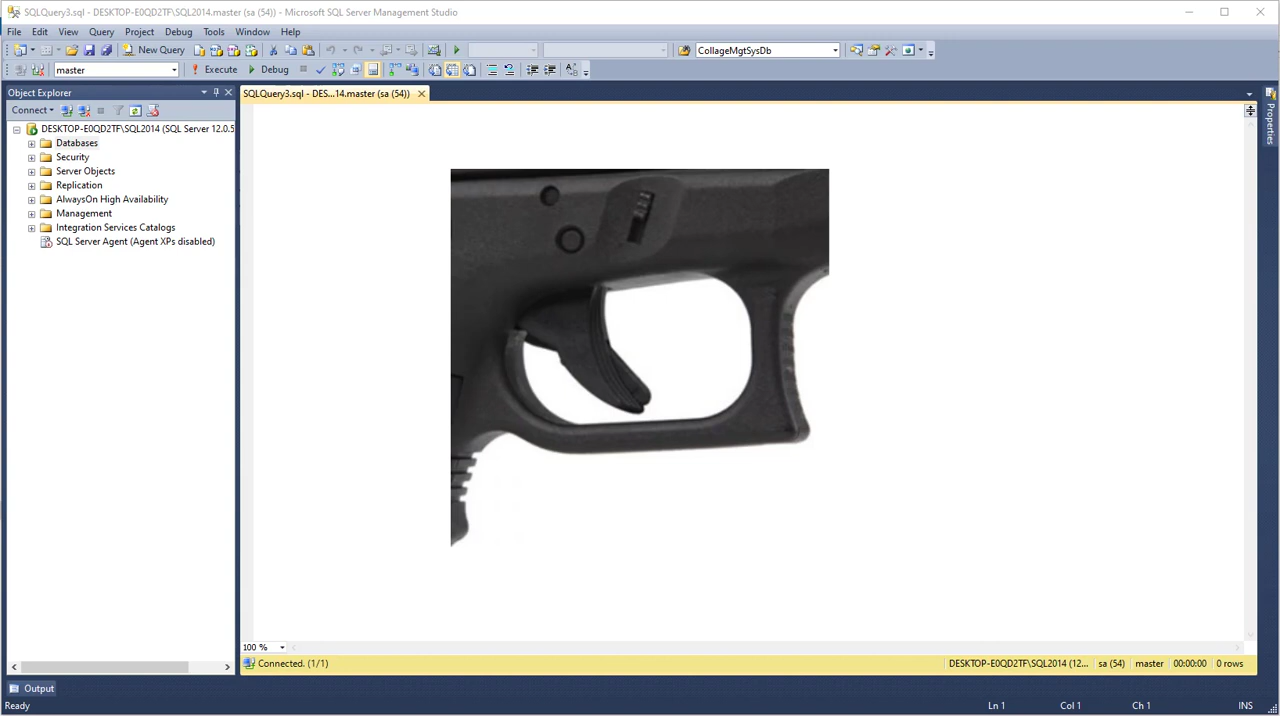 SQLQuery3.sql - DESKTOP-E0QD2TF\SQL2014.master (sa (54)) - Microsoft SQL Server Management Studio
File Edit View Query Project Debug Tools Window Help
New Query CollageMgtSysDb
master Execute Debug
Object Explorer
SQLQuery3.sql - DES...14.master (sa (54))
Connect
DESKTOP-E0QD2TF\SQL2014 (SQL Server 12.0.5
Databases
Security
Server Objects
Replication
AlwaysOn High Availability
Management
Integration Services Catalogs
SQL Server Agent (Agent XPs disabled)
Properties
100 %
Connected. (1/1) DESKTOP-E0QD2TF\SQL2014 (12... sa (54) master 00:00:00 0 rows
Output
Ready Ln 1 Col 1 Ch 1 INS